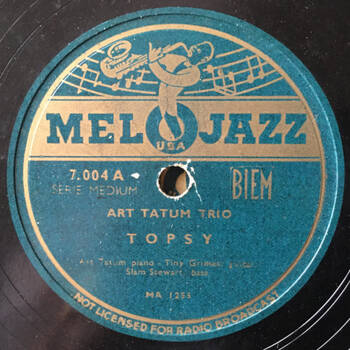 MELOJAZZ
USA
7.004 A
SERIE MEDIUM
BIEM
ART TATUM TRIO
TOPSY
Art Tatum piano - Tiny Grimes, guitar
Slam Stewart, bass
MA 1255
NOT LICENSED FOR RADIO BROADCAST